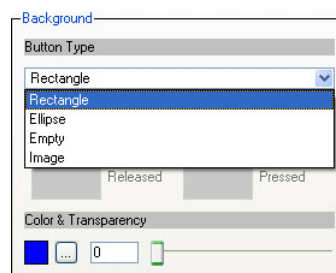 Background
Button Type
Rectangle
Rectangle
Ellipse
Empty
Image
Released Pressed
Color & Transparency
... 0